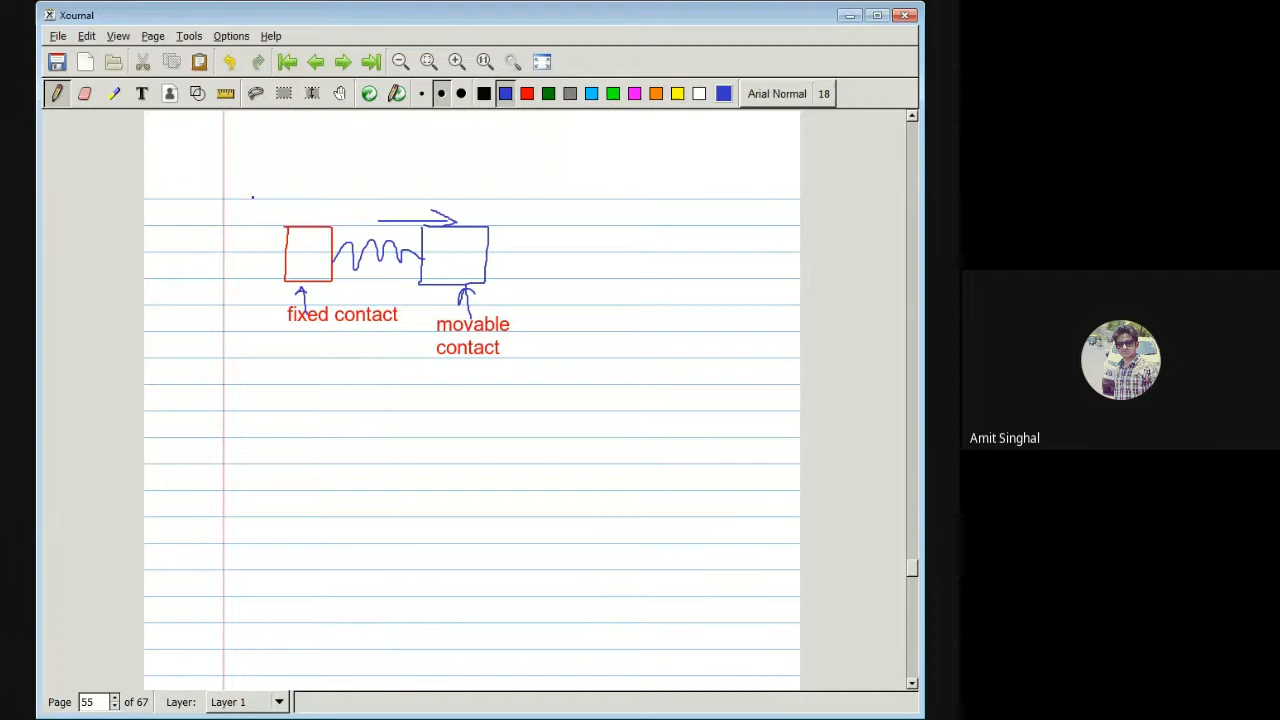 Xournal
File Edit View Page Tools Options Help
Arial Normal 18
fixed contact
movable
contact
Amit Singhal
Page 55 of 67 Layer: Layer 1